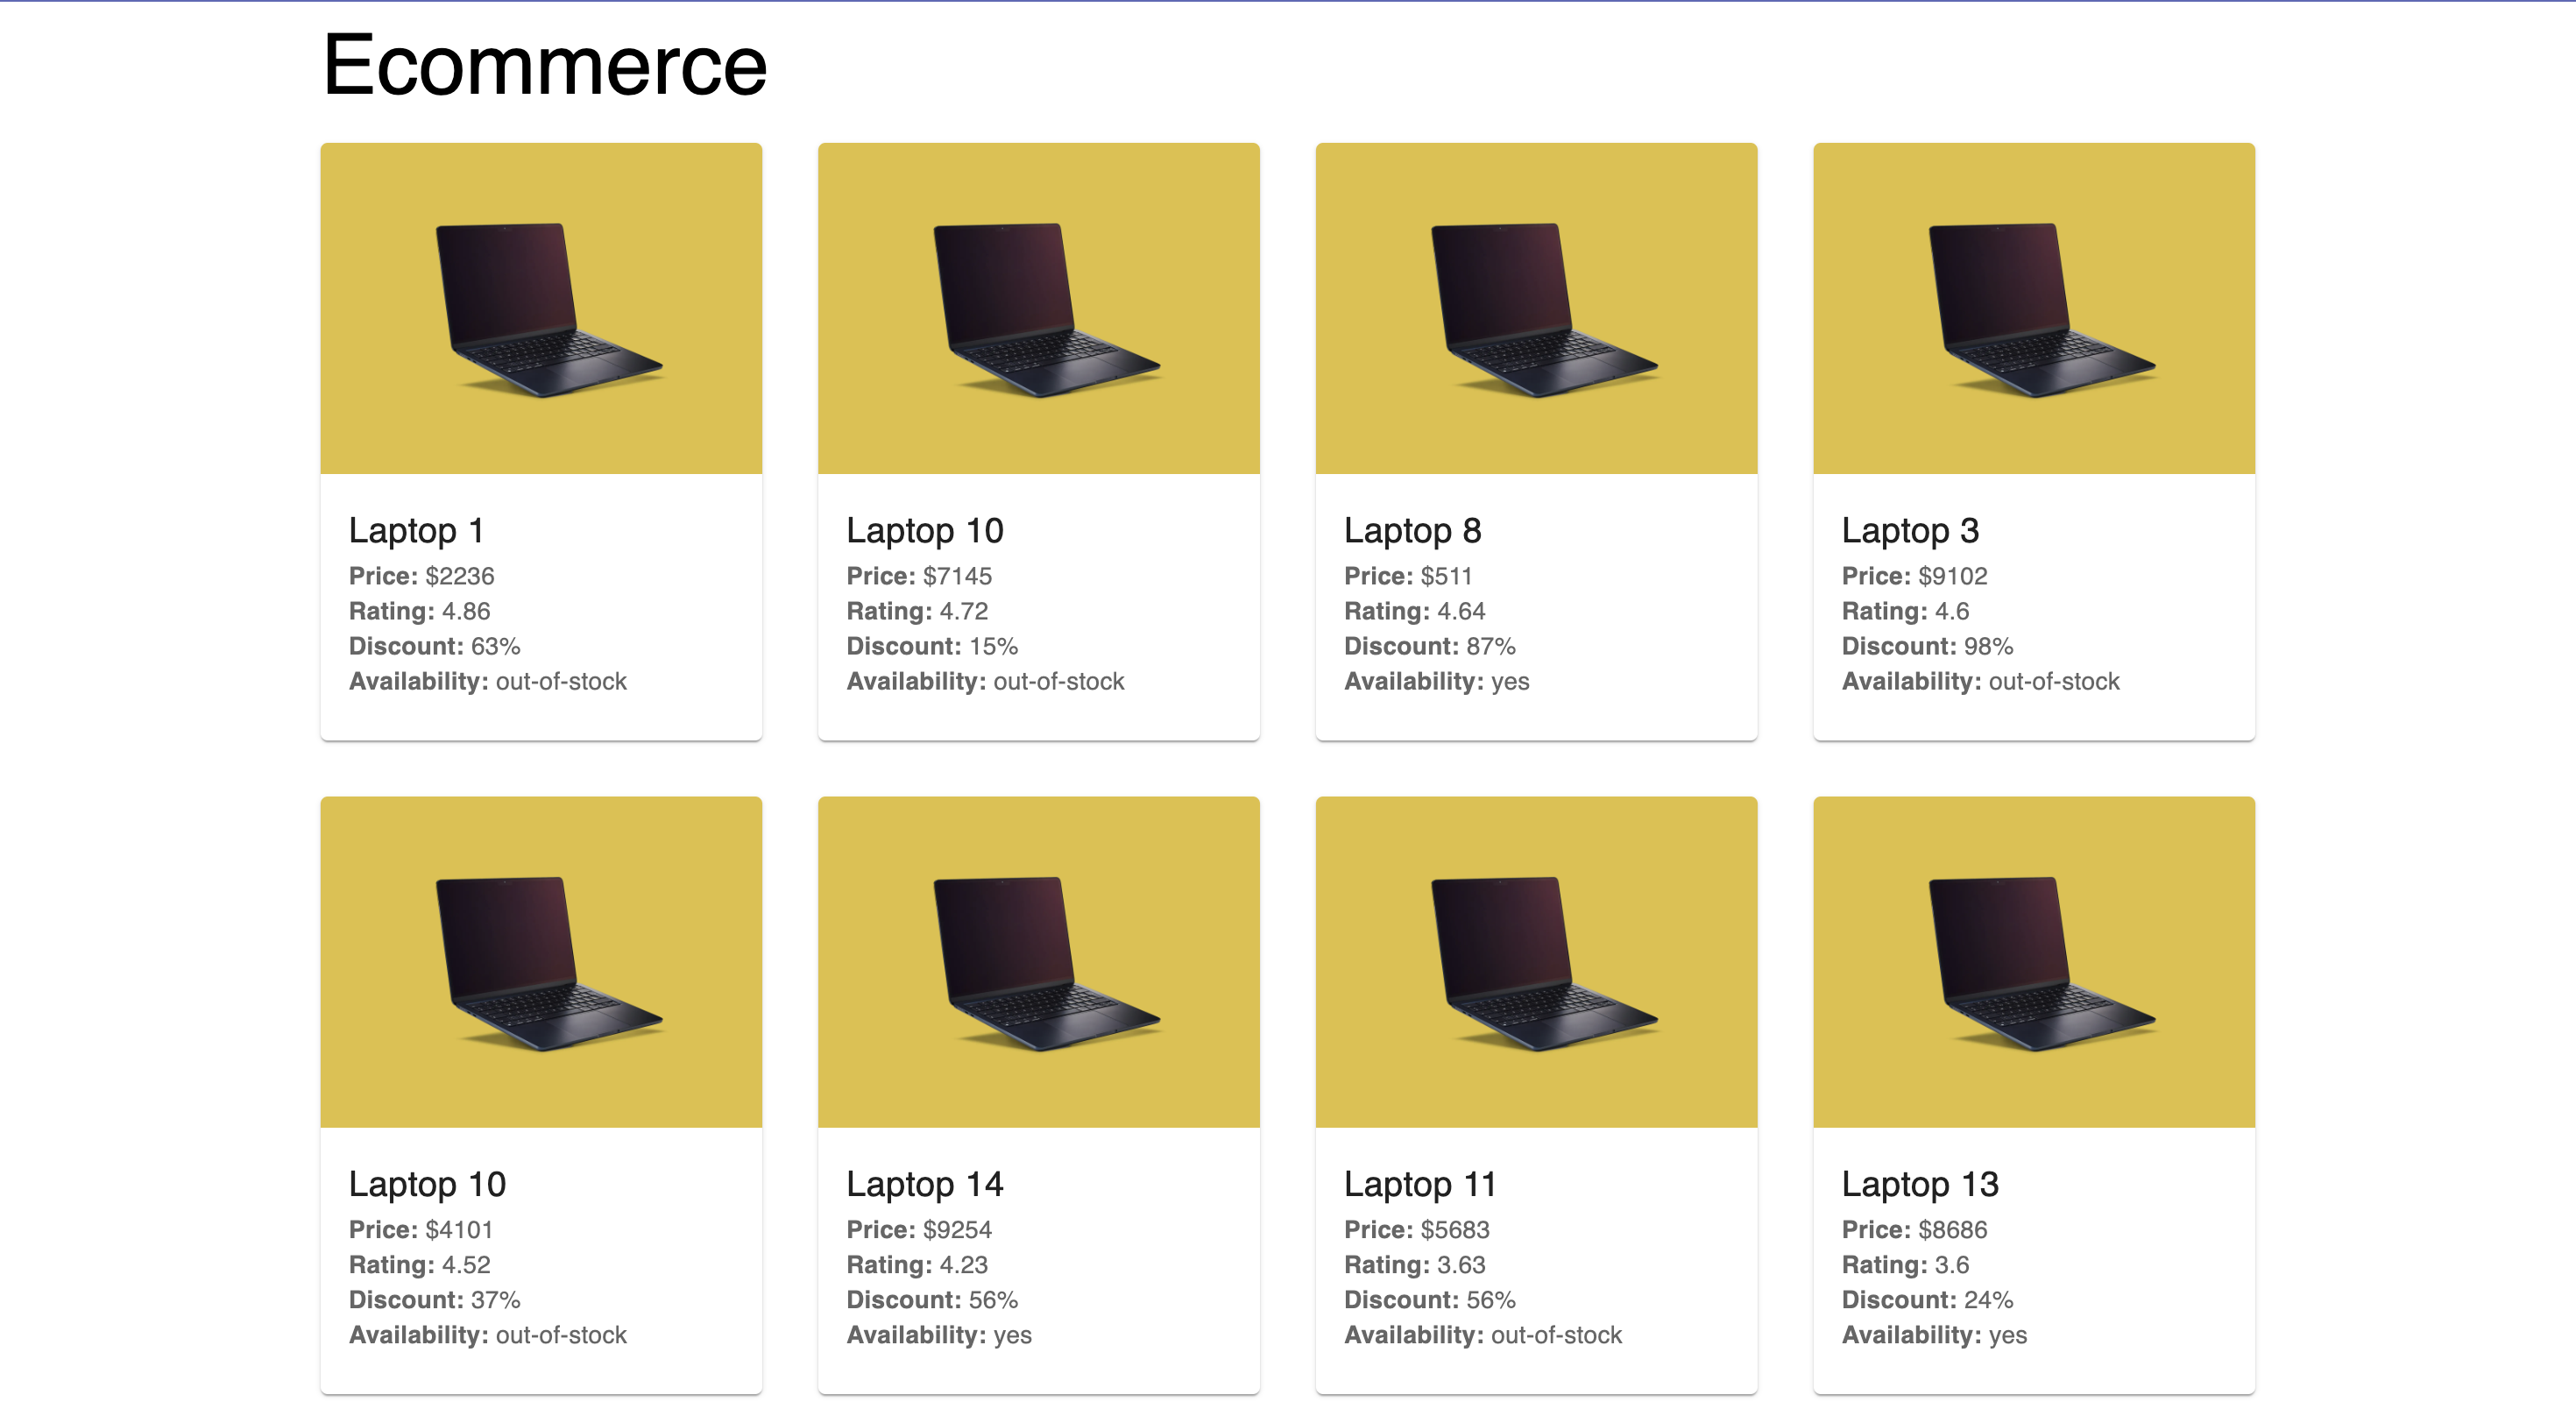 Ecommerce
Laptop 1
Price: $2236
Rating: 4.86
Discount: 63%
Availability: out-of-stock
Laptop 10
Price: $7145
Rating: 4.72
Discount: 15%
Availability: out-of-stock
Laptop 8
Price: $511
Rating: 4.64
Discount: 87%
Availability: yes
Laptop 3
Price: $9102
Rating: 4.6
Discount: 98%
Availability: out-of-stock
Laptop 10
Price: $4101
Rating: 4.52
Discount: 37%
Availability: out-of-stock
Laptop 14
Price: $9254
Rating: 4.23
Discount: 56%
Availability: yes
Laptop 11
Price: $5683
Rating: 3.63
Discount: 56%
Availability: out-of-stock
Laptop 13
Price: $8686
Rating: 3.6
Discount: 24%
Availability: yes